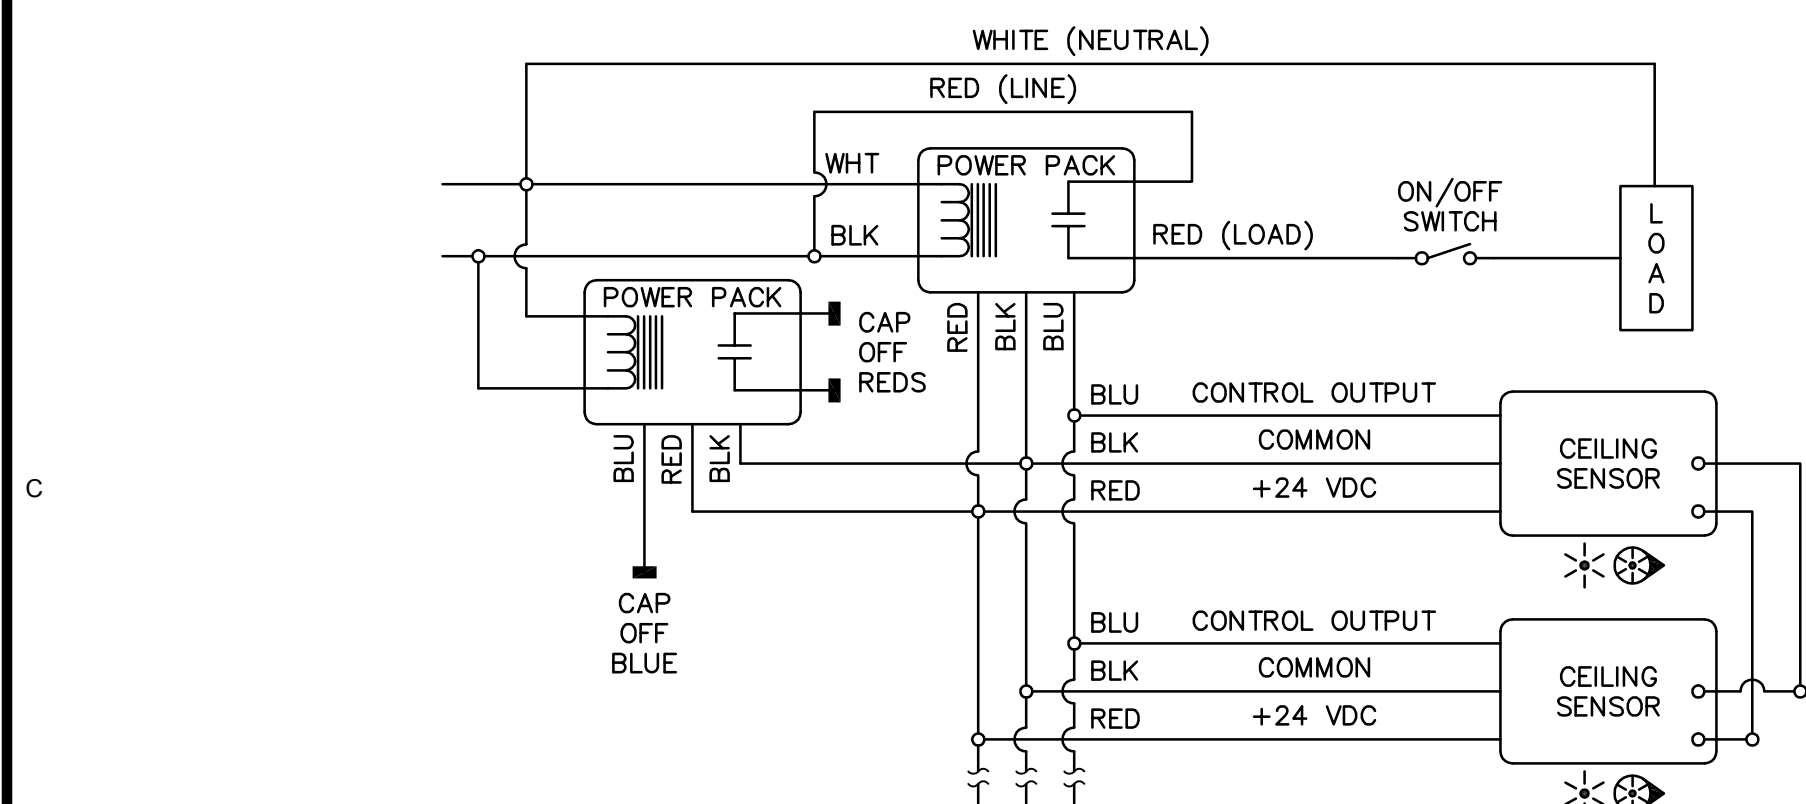 WHITE (NEUTRAL)
RED (LINE)
WHT
POWER PACK
ON/OFF
SWITCH
BLK
RED (LOAD)
LOAD
POWER PACK
CAP
OFF
REDS
RED
BLK
BLU
BLU
CONTROL OUTPUT
BLK
COMMON
RED
+24 VDC
CEILING
SENSOR
BLU
RED
BLK
C
CAP
OFF
BLUE
BLU
CONTROL OUTPUT
BLK
COMMON
RED
+24 VDC
CEILING
SENSOR